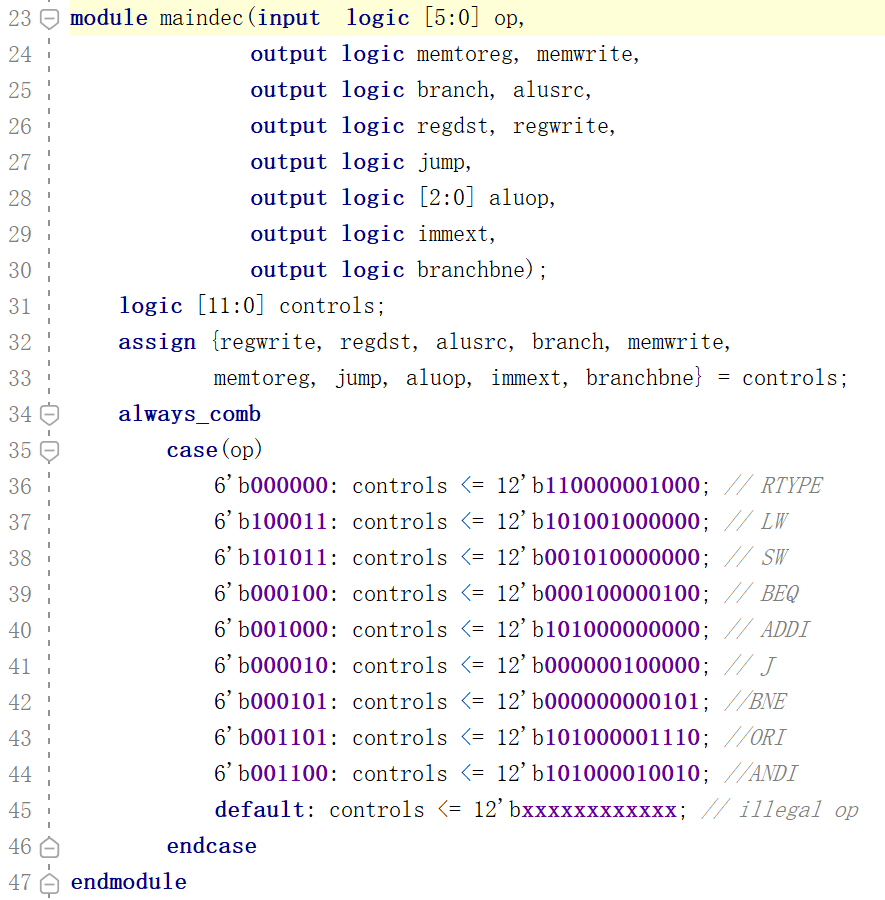 23 module maindec(input  logic [5:0] op,
24                output logic memtoreg, memwrite,
25                output logic branch, alusrc,
26                output logic regdst, regwrite,
27                output logic jump,
28                output logic [2:0] aluop,
29                output logic immext,
30                output logic branchbne);
31     logic [11:0] controls;
32     assign {regwrite, regdst, alusrc, branch, memwrite,
33             memtoreg, jump, aluop, immext, branchbne} = controls;
34     always_comb
35         case(op)
36             6'b000000: controls <= 12'b110000001000; // RTYPE
37             6'b100011: controls <= 12'b101001000000; // LW
38             6'b101011: controls <= 12'b001010000000; // SW
39             6'b000100: controls <= 12'b000100000100; // BEQ
40             6'b001000: controls <= 12'b101000000000; // ADDI
41             6'b000010: controls <= 12'b000000100000; // J
42             6'b000101: controls <= 12'b000000000101; //BNE
43             6'b001101: controls <= 12'b101000001110; //ORI
44             6'b001100: controls <= 12'b101000010010; //ANDI
45             default: controls <= 12'bxxxxxxxxxxxx; // illegal op
46         endcase
47 endmodule